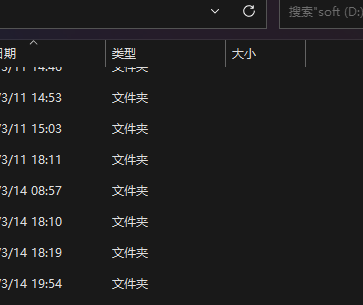 搜索"soft (D:)
日期 类型 大小
/3/11 14:46 文件夹
/3/11 14:53 文件夹
/3/11 15:03 文件夹
/3/11 18:11 文件夹
/3/14 08:57 文件夹
/3/14 18:10 文件夹
/3/14 18:19 文件夹
/3/14 19:54 文件夹